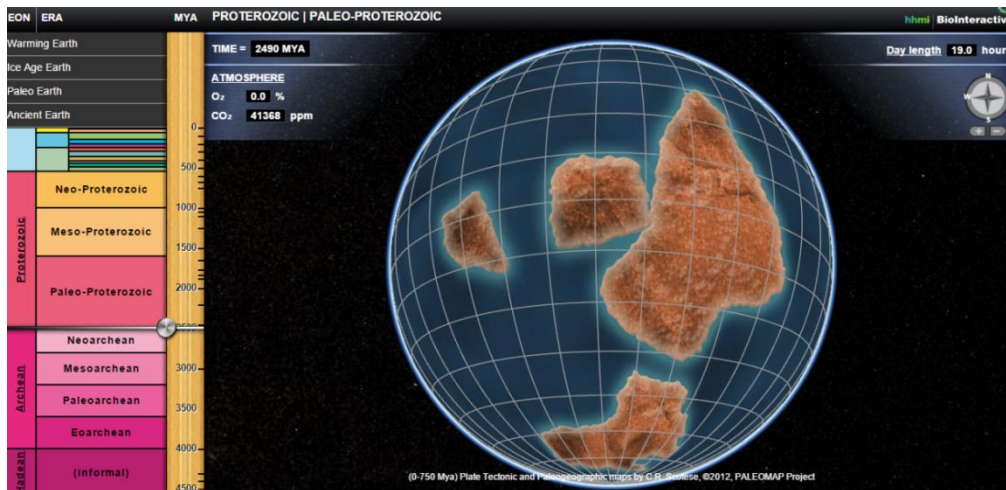 EON ERA MYA PROTEROZOIC | PALEO-PROTEROZOIC hhmi BioInteractiv
Warming Earth
Ice Age Earth
Paleo Earth
Ancient Earth
TIME = 2490 MYA
ATMOSPHERE
O₂ 0.0 %
CO₂ 41368 ppm
Day length 19.0 hour
N
W
S
0
500
Neo-Proterozoic
1000
Meso-Proterozoic
1500
Proterozoic
Paleo-Proterozoic
2000
Neoarchean
Mesoarchean
3000
Archean
Paleoarchean
3500
Eoarchean
4000
Hadean
(informal)
4500
(0-750 Mya) Plate Tectonic and Paleogeographic maps by C.R. Scotese, ©2012, PALEOMAP Project